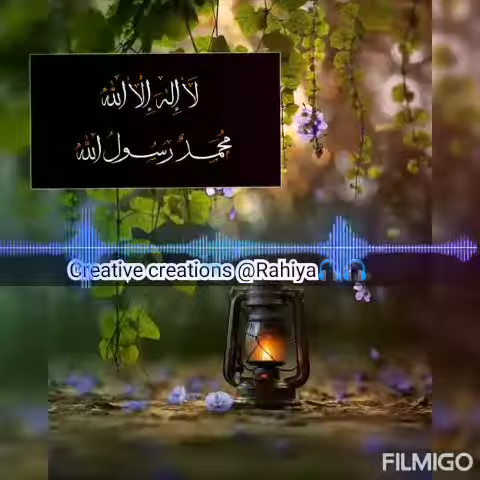 لَا إِلٰهَ إِلَّا اللّٰه
مُحَمَّدٌ رَسُولُ اللّٰه
Creative creations @Rahiya🎧🎧
FILMIGO